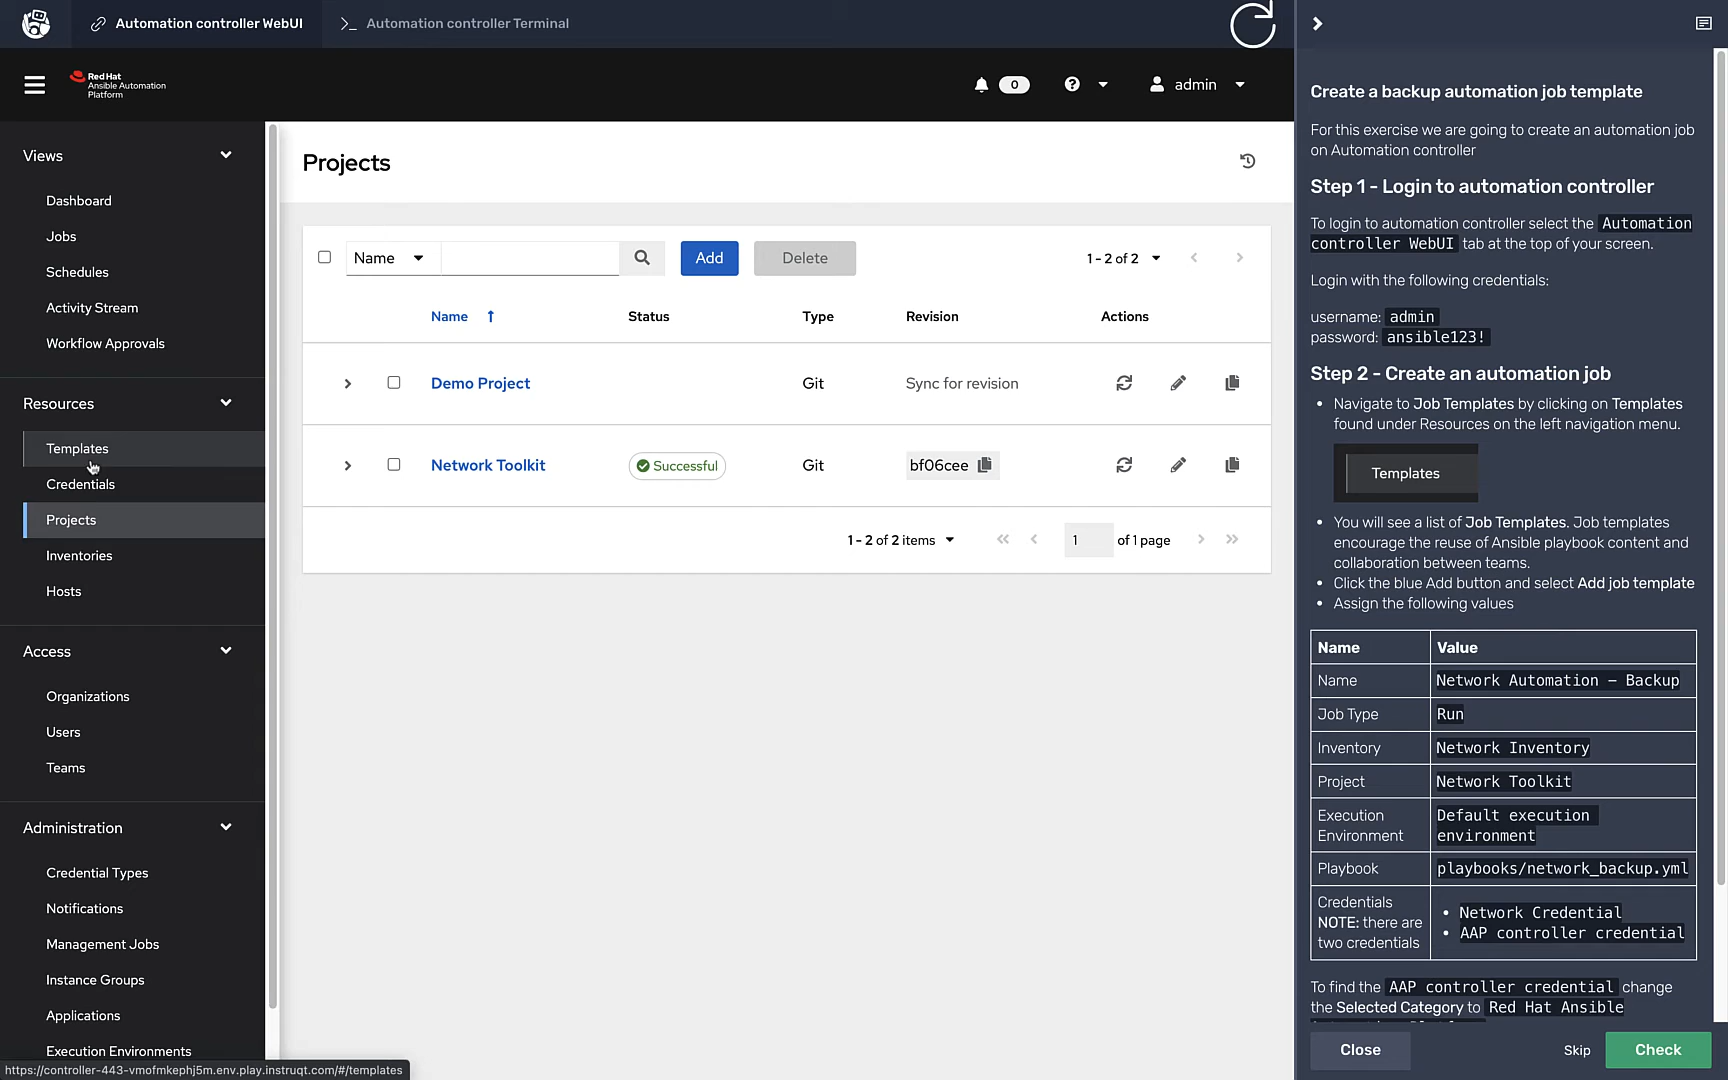 Automation controller WebUI
>_ Automation controller Terminal
Red Hat
Ansible Automation
Platform
0
admin
Views
Dashboard
Jobs
Schedules
Activity Stream
Workflow Approvals
Resources
Templates
Credentials
Projects
Inventories
Hosts
Access
Organizations
Users
Teams
Administration
Credential Types
Notifications
Management Jobs
Instance Groups
Applications
Execution Environments
https://controller-443-vmofmkephj5m.env.play.instruqt.com/#/templates
Projects
Name
Add
Delete
1 - 2 of 2
Name Status Type Revision Actions
Demo Project Git Sync for revision
Network Toolkit Successful Git bf06cee
1 - 2 of 2 items 1 of 1 page
Create a backup automation job template
For this exercise we are going to create an automation job
on Automation controller
Step 1 - Login to automation controller
To login to automation controller select the Automation
controller WebUI tab at the top of your screen.
Login with the following credentials:
username: admin
password: ansible123!
Step 2 - Create an automation job
• Navigate to Job Templates by clicking on Templates
found under Resources on the left navigation menu.
Templates
• You will see a list of Job Templates. Job templates
encourage the reuse of Ansible playbook content and
collaboration between teams.
• Click the blue Add button and select Add job template
• Assign the following values
Name Value
Name Network Automation – Backup
Job Type Run
Inventory Network Inventory
Project Network Toolkit
Execution Default execution
Environment environment
Playbook playbooks/network_backup.yml
Credentials
NOTE: there are
two credentials
• Network Credential
• AAP controller credential
To find the AAP controller credential change
the Selected Category to Red Hat Ansible
Close
Skip
Check